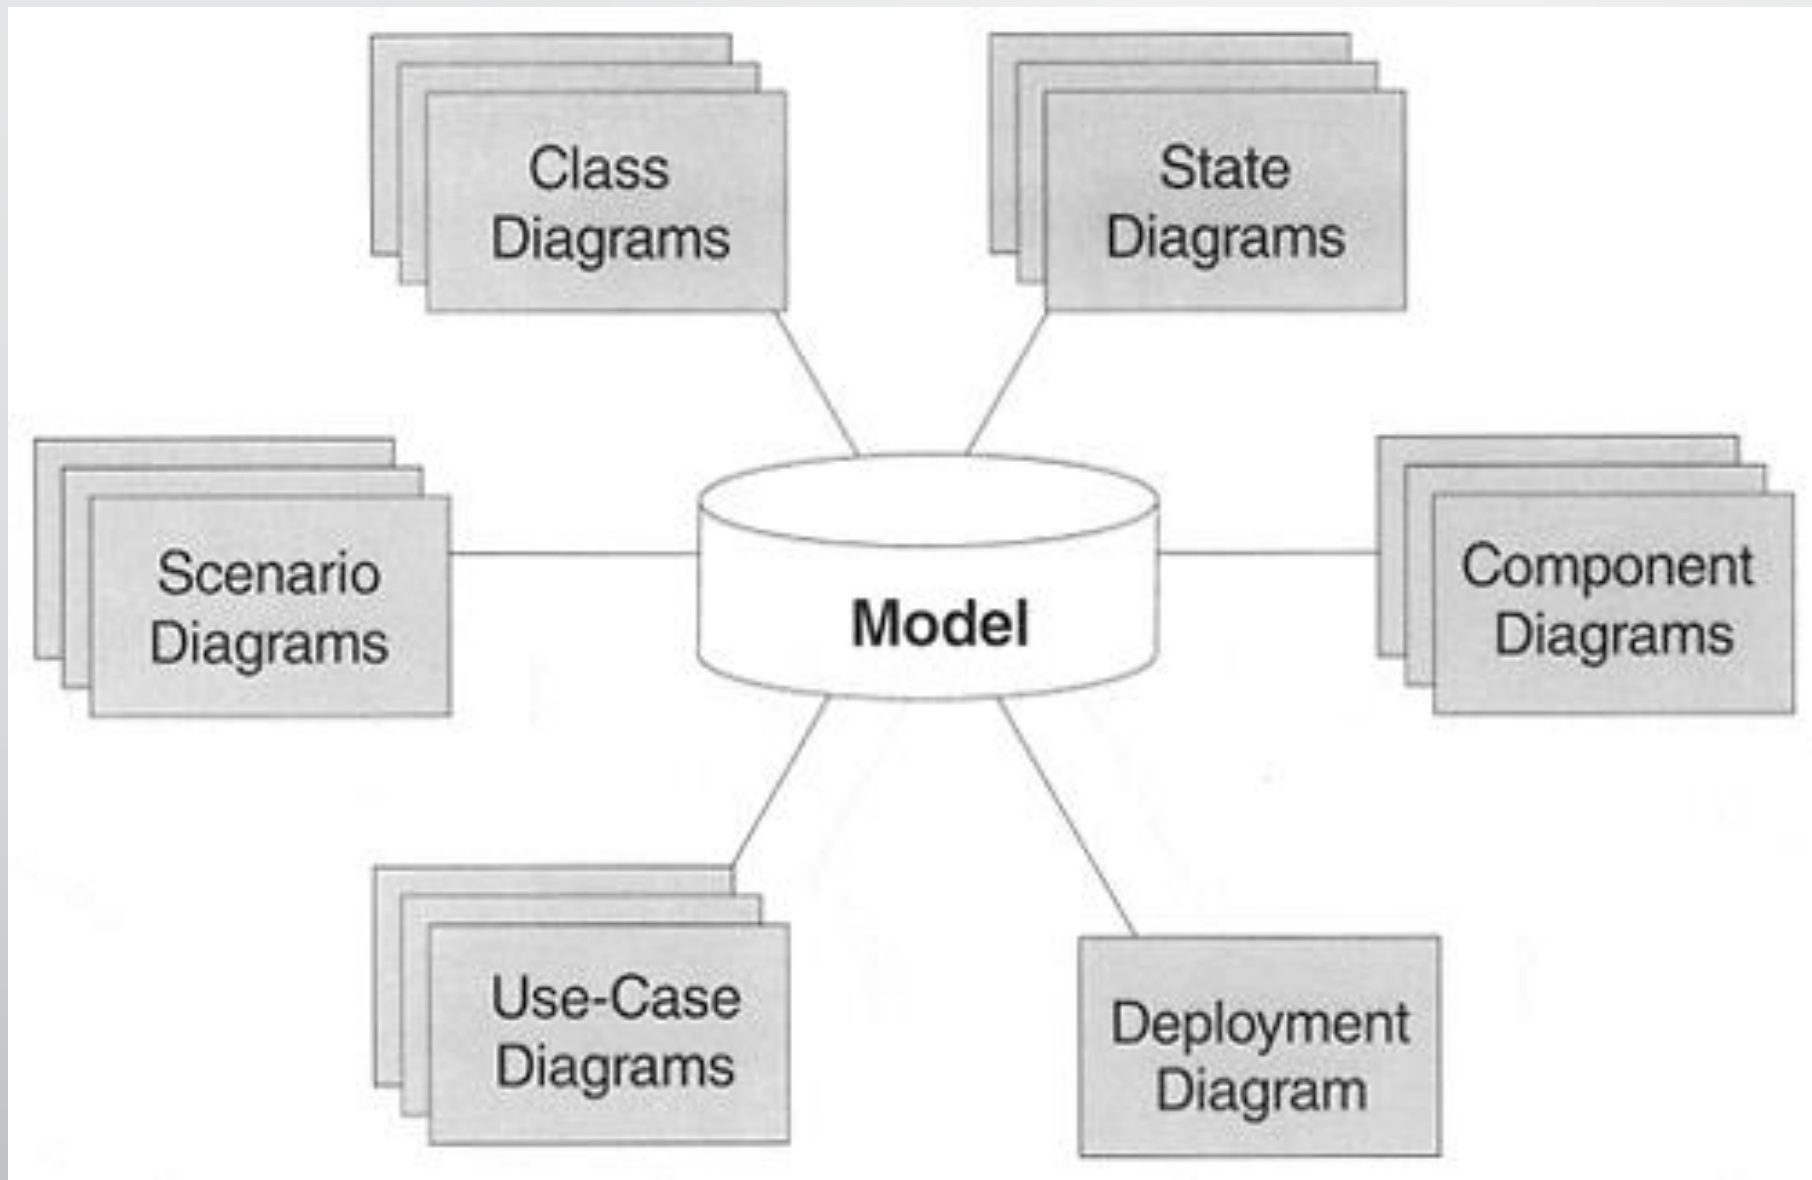 Class
Diagrams
State
Diagrams
Scenario
Diagrams
Model
Component
Diagrams
Use-Case
Diagrams
Deployment
Diagram